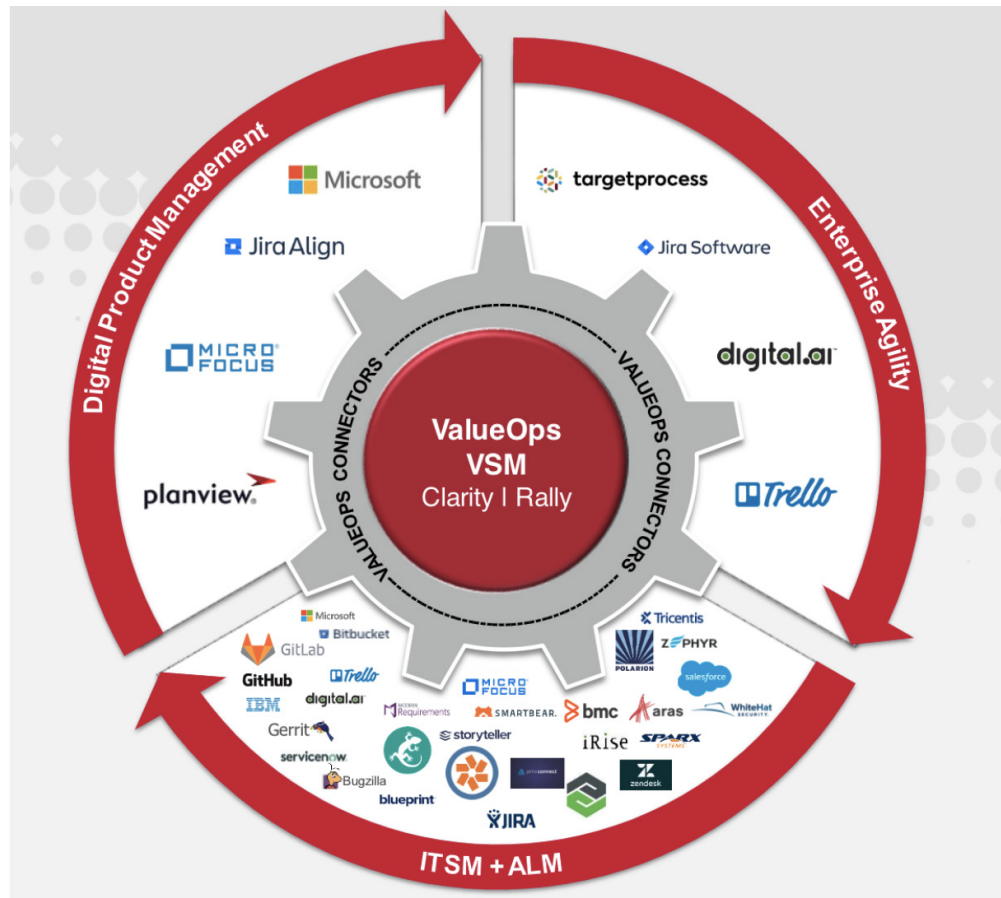 Digital Product Management
Microsoft
Jira Align
MICRO
FOCUS
planview
Enterprise Agility
targetprocess
Jira Software
digital.ai
Trello
VALUEOPS CONNECTORS
VALUEOPS CONNECTORS
ValueOps
VSM
Clarity | Rally
Microsoft
Bitbucket
GitLab
GitHub
Trello
IBM
digital.ai
Gerrit
servicenow
Bugzilla
MICRO
FOCUS
MODERN
Requirements
SMARTBEAR.
storyteller
blueprint
JIRA
bmc
iRise
Tricentis
POLARION
ZEPHYR
salesforce
aras
WhiteHat
SECURITY.
SPARX
SYSTEMS
zendesk
ITSM + ALM